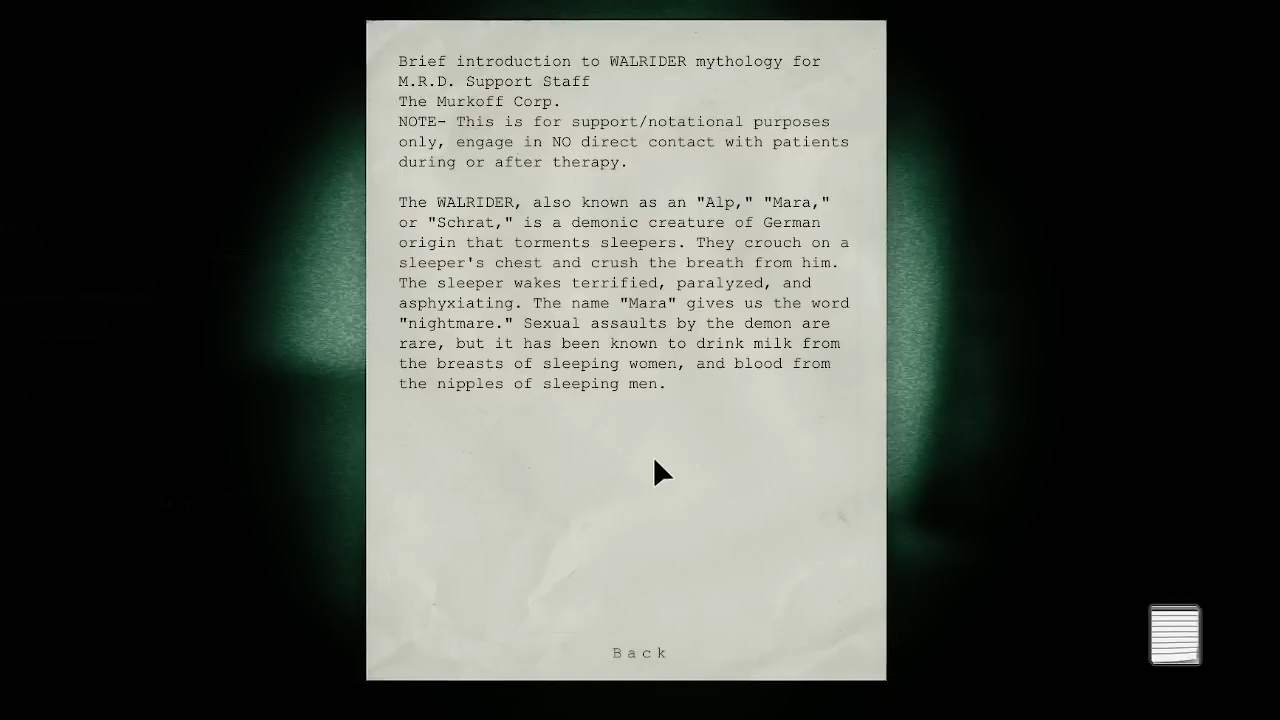 Brief introduction to WALRIDER mythology for
M.R.D. Support Staff
The Murkoff Corp.
NOTE- This is for support/notational purposes
only, engage in NO direct contact with patients
during or after therapy.
The WALRIDER, also known as an "Alp," "Mara,"
or "Schrat," is a demonic creature of German
origin that torments sleepers. They crouch on a
sleeper's chest and crush the breath from him.
The sleeper wakes terrified, paralyzed, and
asphyxiating. The name "Mara" gives us the word
"nightmare." Sexual assaults by the demon are
rare, but it has been known to drink milk from
the breasts of sleeping women, and blood from
the nipples of sleeping men.
Back